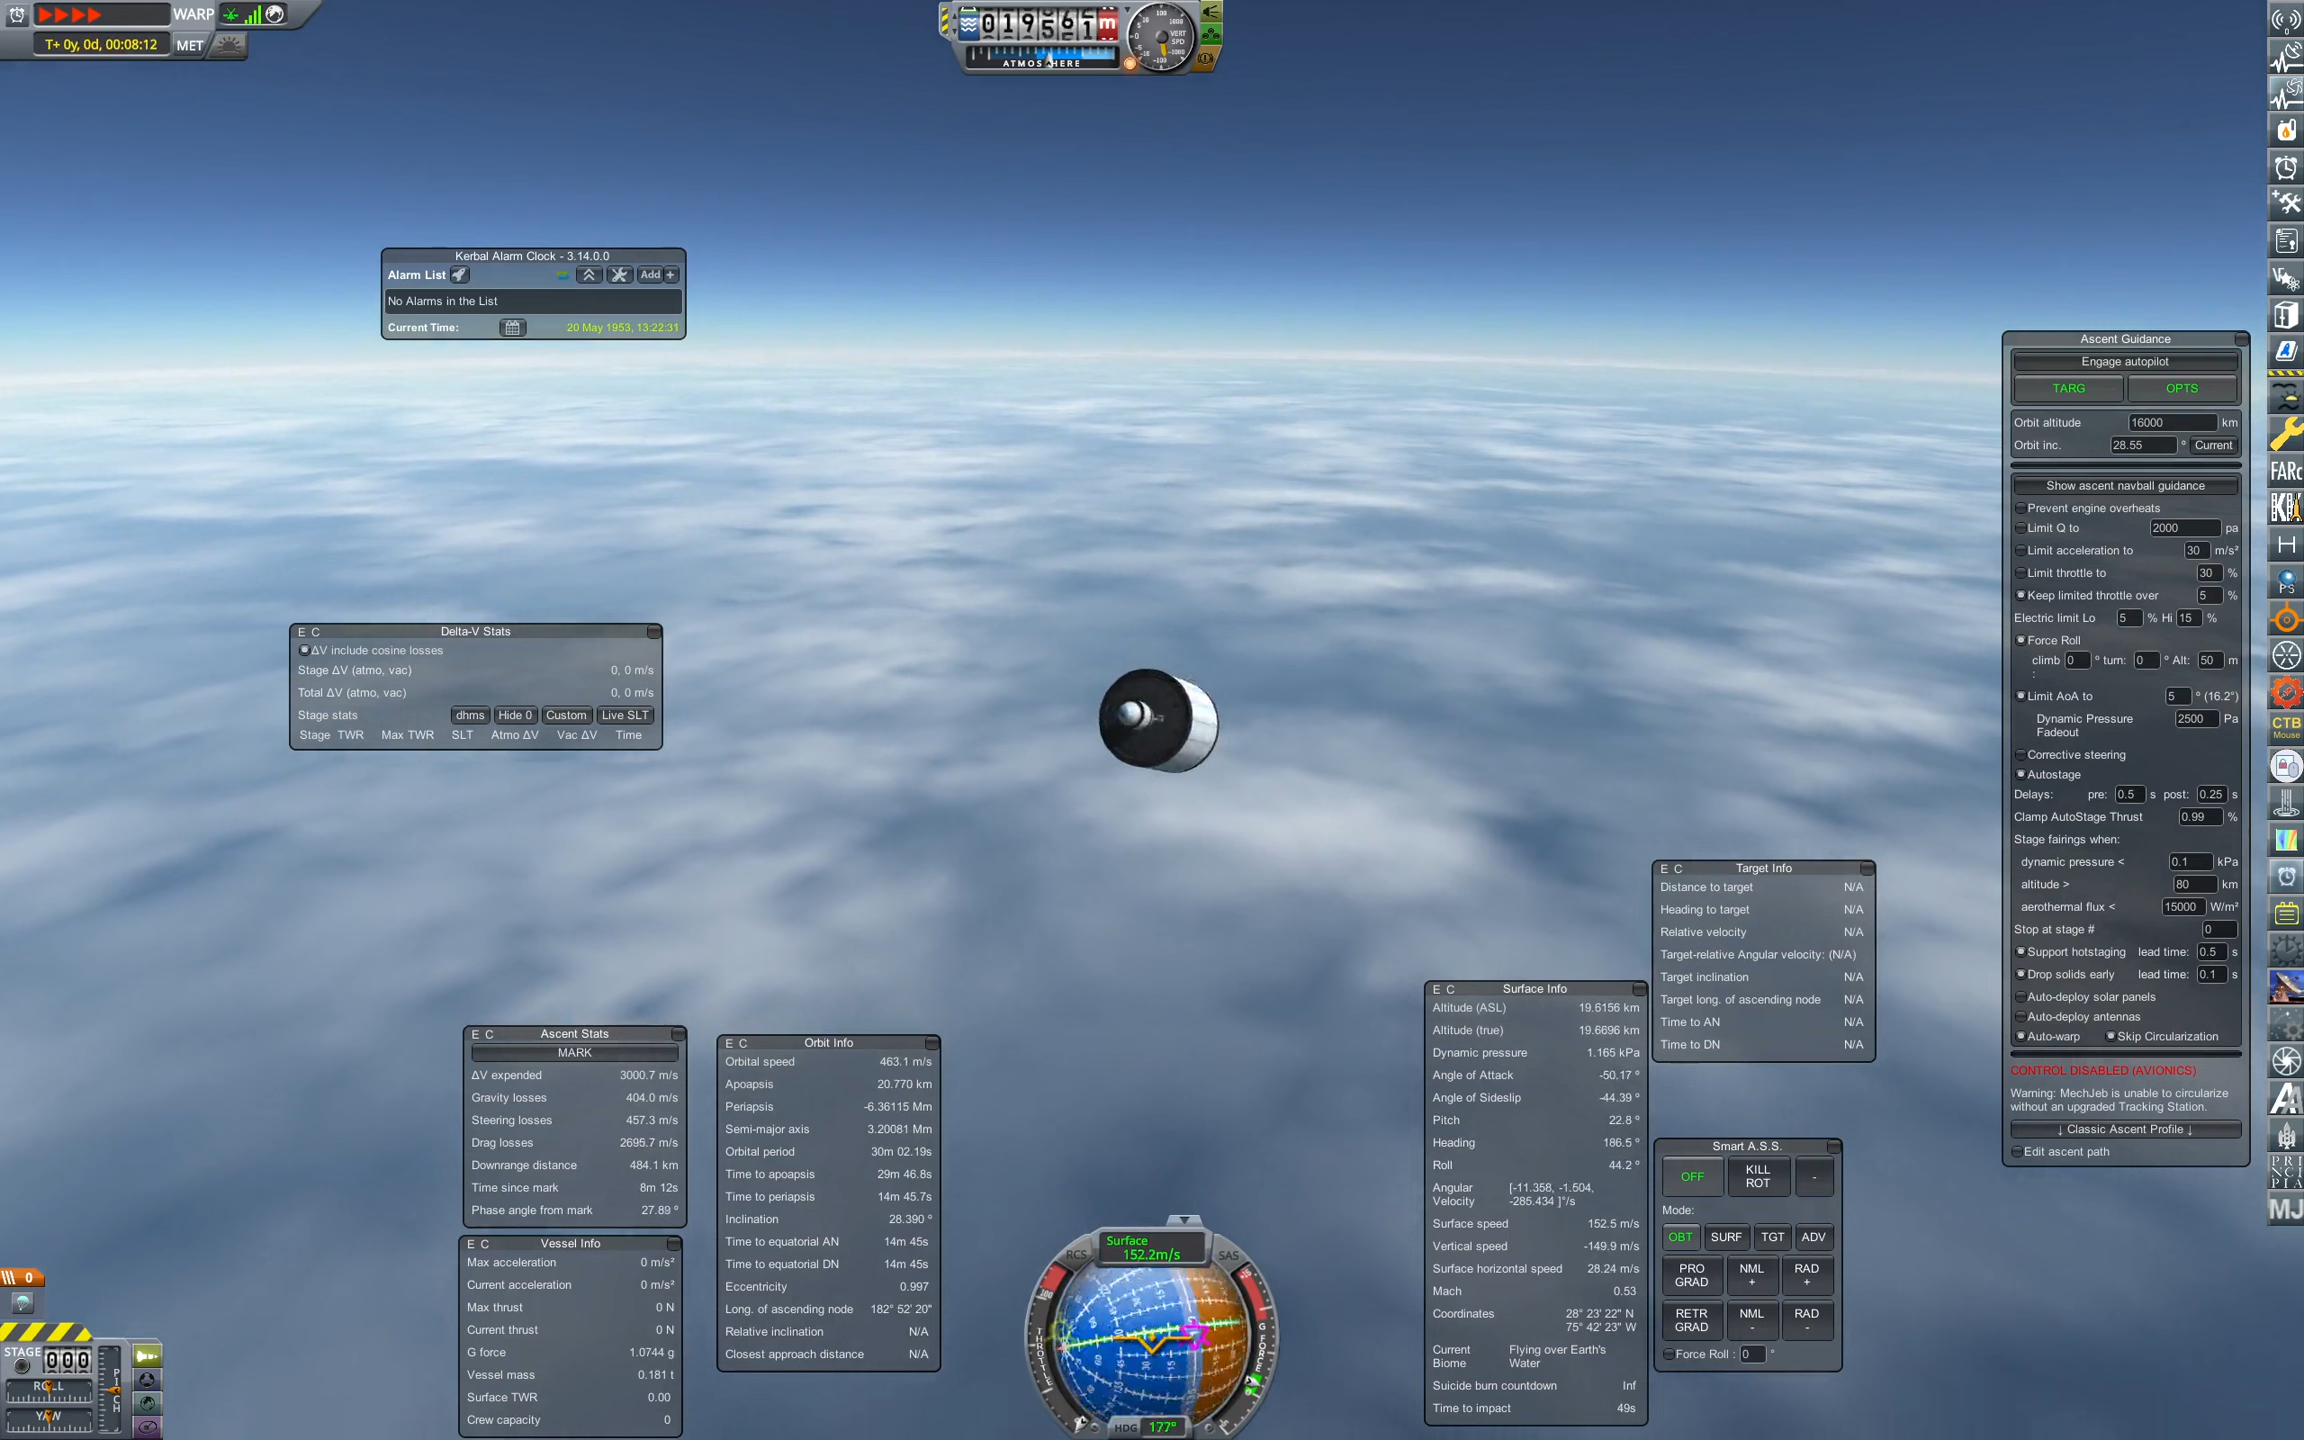 WARP
T+ 0y, 0d, 00:08:12 MET
019561 m
ATMOSPHERE
VERT SPD
Kerbal Alarm Clock - 3.14.0.0
Alarm List Add +
No Alarms in the List
Current Time: 20 May 1953, 13:22:31
E C Delta-V Stats
ΔV include cosine losses
Stage ΔV (atmo, vac) 0, 0 m/s
Total ΔV (atmo, vac) 0, 0 m/s
Stage stats dhms Hide 0 Custom Live SLT
Stage TWR Max TWR SLT Atmo ΔV Vac ΔV Time
E C Ascent Stats
MARK
ΔV expended 3000.7 m/s
Gravity losses 404.0 m/s
Steering losses 457.3 m/s
Drag losses 2695.7 m/s
Downrange distance 484.1 km
Time since mark 8m 12s
Phase angle from mark 27.89 º
E C Vessel Info
Max acceleration 0 m/s²
Current acceleration 0 m/s²
Max thrust 0 N
Current thrust 0 N
G force 1.0744 g
Vessel mass 0.181 t
Surface TWR 0.00
Crew capacity 0
E C Orbit Info
Orbital speed 463.1 m/s
Apoapsis 20.770 km
Periapsis -6.36115 Mm
Semi-major axis 3.20081 Mm
Orbital period 30m 02.19s
Time to apoapsis 29m 46.8s
Time to periapsis 14m 45.7s
Inclination 28.390 º
Time to equatorial AN 14m 45s
Time to equatorial DN 14m 45s
Eccentricity 0.997
Long. of ascending node 182° 52' 20"
Relative inclination N/A
Closest approach distance N/A
0
STAGE 000
ROLL
YAW
PITCH
RCS
Surface
152.2m/s
SAS
THROTTLE
G FORCE
HDG 177°
E C Surface Info
Altitude (ASL) 19.6156 km
Altitude (true) 19.6696 km
Dynamic pressure 1.165 kPa
Angle of Attack -50.17 º
Angle of Sideslip -44.39 º
Pitch 22.8 º
Heading 186.5 º
Roll 44.2 º
Angular Velocity [-11.358, -1.504, -285.434 ]°/s
Surface speed 152.5 m/s
Vertical speed -149.9 m/s
Surface horizontal speed 28.24 m/s
Mach 0.53
Coordinates 28° 23' 22" N
75° 42' 23" W
Current Biome Flying over Earth's Water
Suicide burn countdown Inf
Time to impact 49s
E C Target Info
Distance to target N/A
Heading to target N/A
Relative velocity N/A
Target-relative Angular velocity: (N/A)
Target inclination N/A
Target long. of ascending node N/A
Time to AN N/A
Time to DN N/A
Smart A.S.S.
OFF KILL ROT -
Mode:
OBT SURF TGT ADV
PRO GRAD NML + RAD +
RETR GRAD NML - RAD -
Force Roll : 0 °
Ascent Guidance
Engage autopilot
TARG OPTS
Orbit altitude 16000 km
Orbit inc. 28.55 º Current
Show ascent navball guidance
Prevent engine overheats
Limit Q to 2000 pa
Limit acceleration to 30 m/s²
Limit throttle to 30 %
Keep limited throttle over 5 %
Electric limit Lo 5 % Hi 15 %
Force Roll
climb 0 º turn: 0 º Alt: 50 m
:
Limit AoA to 5 º (16.2°)
Dynamic Pressure Fadeout 2500 Pa
Corrective steering
Autostage
Delays: pre: 0.5 s post: 0.25 s
Clamp AutoStage Thrust 0.99 %
Stage fairings when:
dynamic pressure < 0.1 kPa
altitude > 80 km
aerothermal flux < 15000 W/m²
Stop at stage # 0
Support hotstaging lead time: 0.5 s
Drop solids early lead time: 0.1 s
Auto-deploy solar panels
Auto-deploy antennas
Auto-warp Skip Circularization
CONTROL DISABLED (AVIONICS)
Warning: MechJeb is unable to circularize
without an upgraded Tracking Station.
↓ Classic Ascent Profile ↓
Edit ascent path
FARc
PS
CTB
Mouse
PRINCIPIA
MJ